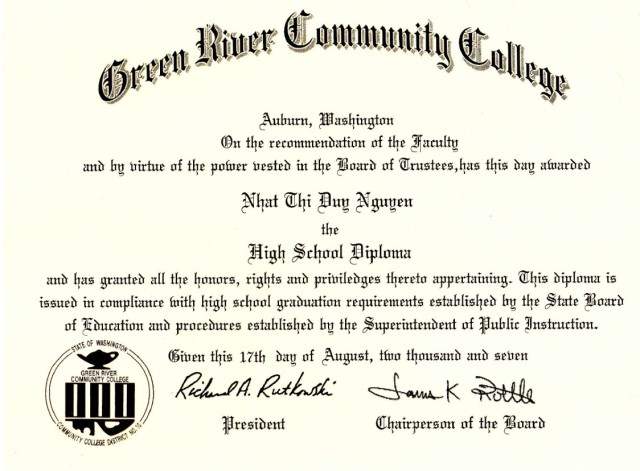 Green River Community College
Auburn, Washington
On the recommendation of the Faculty
and by virtue of the power vested in the Board of Trustees,has this day awarded
Nhat Thi Duy Nguyen
the
High School Diploma
and has granted all the honors, rights and priviledges thereto appertaining. This diploma is
issued in compliance with high school graduation requirements established by the State Board
of Education and procedures established by the Superintendent of Public Instruction.
Given this 17th day of August, two thousand and seven
STATE OF WASHINGTON
GREEN RIVER
COMMUNITY COLLEGE
COMMUNITY COLLEGE DISTRICT NO. 10
Richard A. Rutkowski
President
Chairperson of the Board